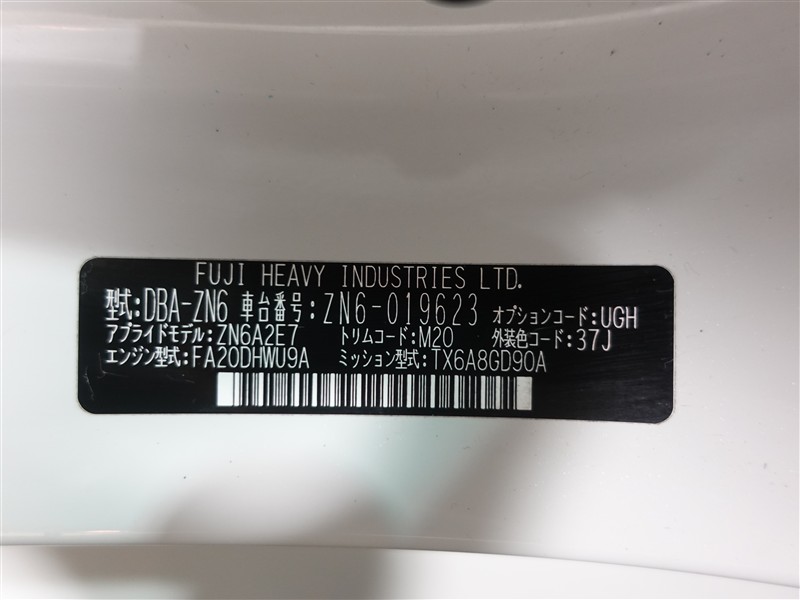 FUJI HEAVY INDUSTRIES LTD.
型式:DBA-ZN6 車台番号:ZN6-019623 オプションコード:UGH
アプライドモデル:ZN6A2E7 トリムコード:M20 外装色コード:37J
エンジン型式:FA20DHWU9A ミッション型式:TX6A8GD90A